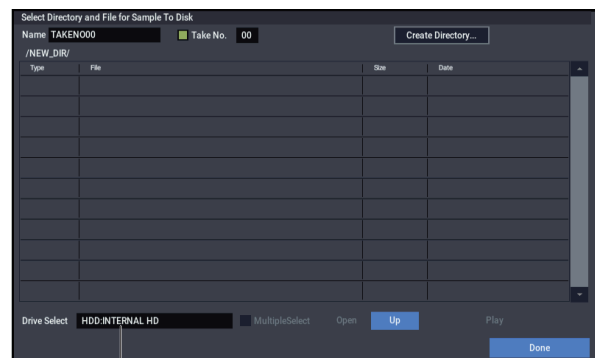 Select Directory and File for Sample To Disk
Name TAKENO00 Take No. 00 Create Directory...
/NEW_DIR/
Type File Size Date
Drive Select HDD:INTERNAL HD MultipleSelect Open Up Play
Done